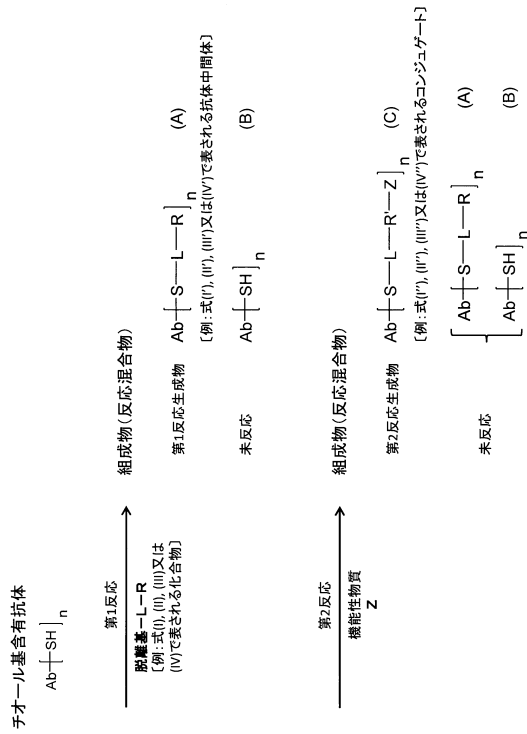 チオール基含有抗体
Ab[SH]n
第1反応
脱離基−L−R
[例:式(I), (II), (III)又は
(IV)で表される化合物]
組成物(反応混合物)
第1反応生成物 Ab[S—L—R]n (A)
[例:式(I'), (II'), (III')又は(IV')で表される抗体中間体]
未反応 Ab[SH]n (B)
第2反応
機能性物質
Z
組成物(反応混合物)
第2反応生成物 Ab[S—L—R'—Z]n (C)
[例:式(I''), (II''), (III'')又は(IV'')で表されるコンジュゲート]
未反応 Ab[S—L—R]n (A)
Ab[SH]n (B)